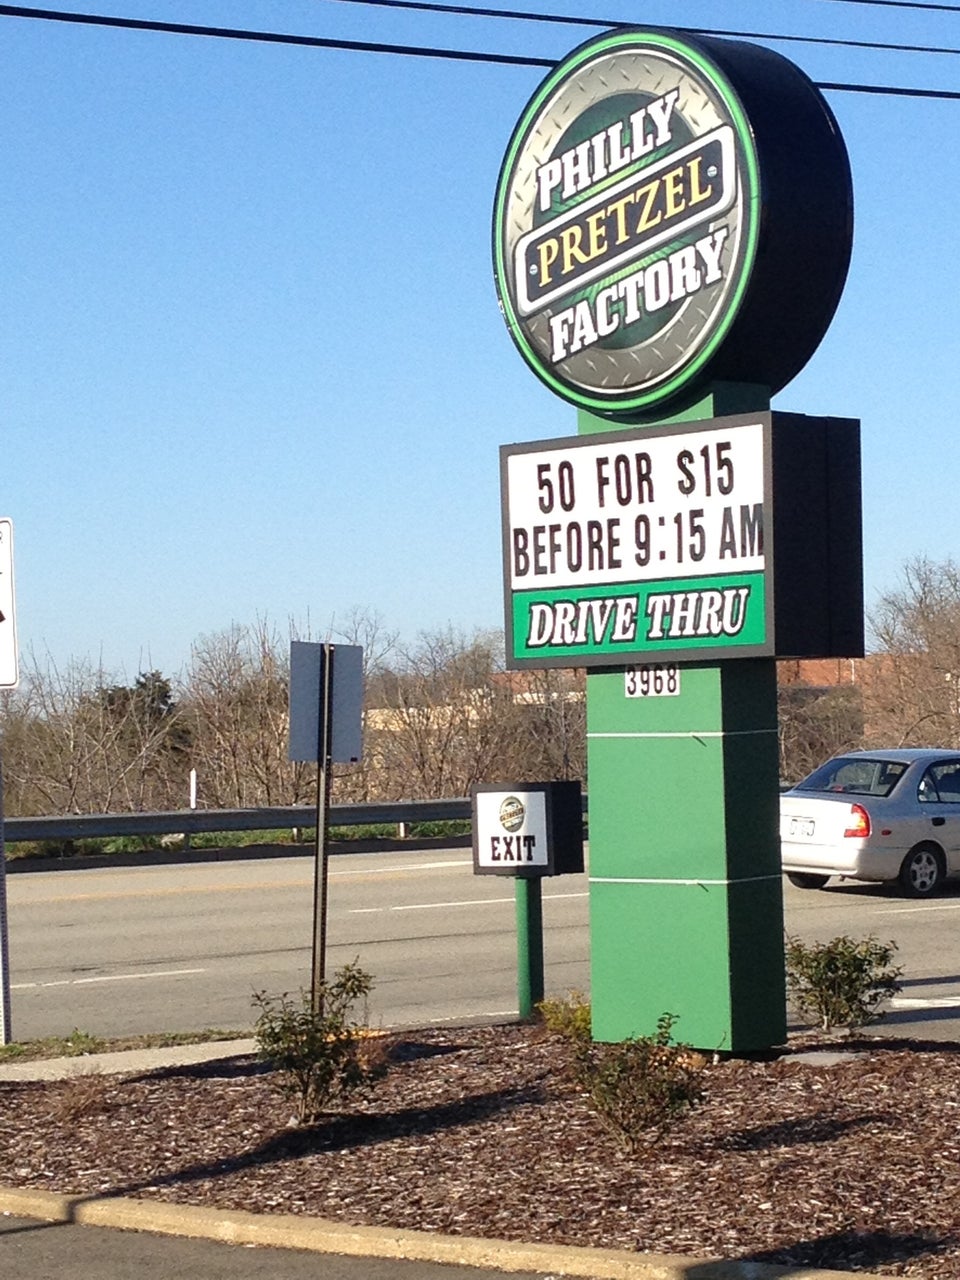 PHILLY
PRETZEL
FACTORY
50 FOR $15
BEFORE 9:15 AM
DRIVE THRU
3968
EXIT